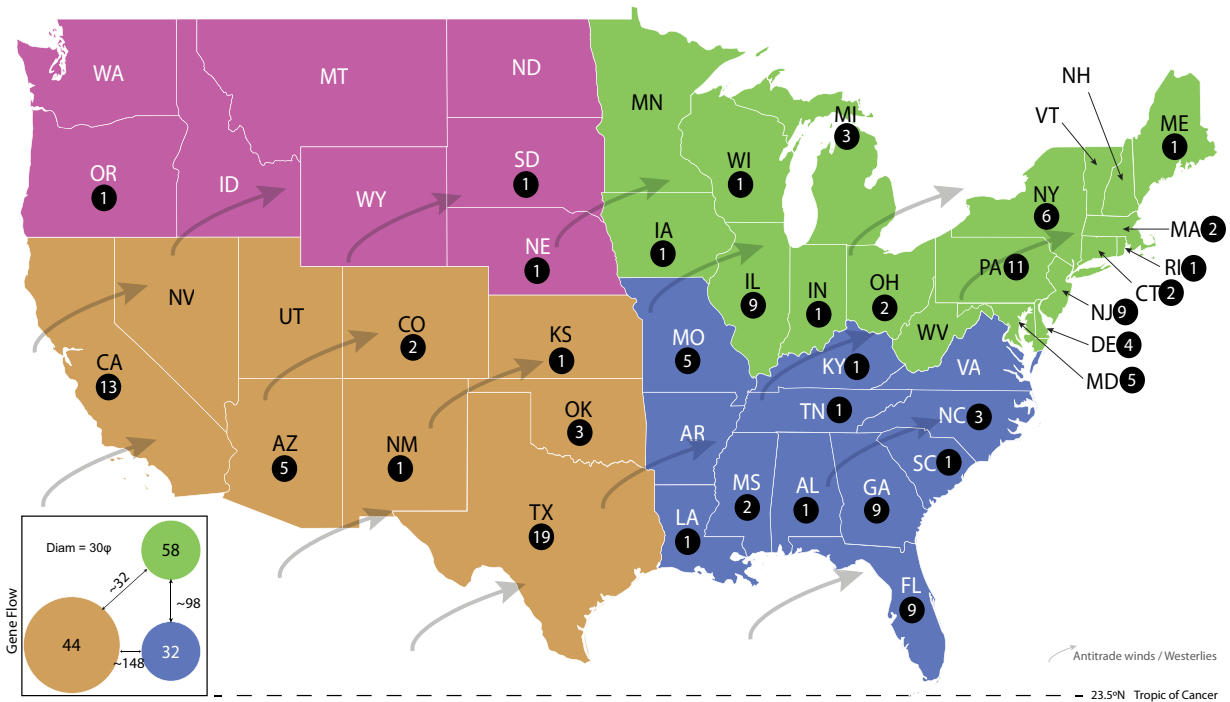 WA
MT
ND
MN
NH
VT
MI
3
ME
1
OR
1
ID
WY
SD
1
WI
1
NY
6
MA 2
IA
1
NE
1
PA 11
RI 1
CT 2
NV
UT
CO
2
KS
1
IL
9
IN
1
OH
2
NJ 9
WV
DE 4
CA
13
MO
5
KY 1
VA
MD 5
AZ
5
NM
1
OK
3
AR
TN 1
NC 3
SC 1
TX
19
LA
1
MS
2
AL
1
GA
9
FL
9
Gene Flow
Diam = 30φ
58
~32
~98
44
~148
32
Antitrade winds / Westerlies
23.5ºN Tropic of Cancer